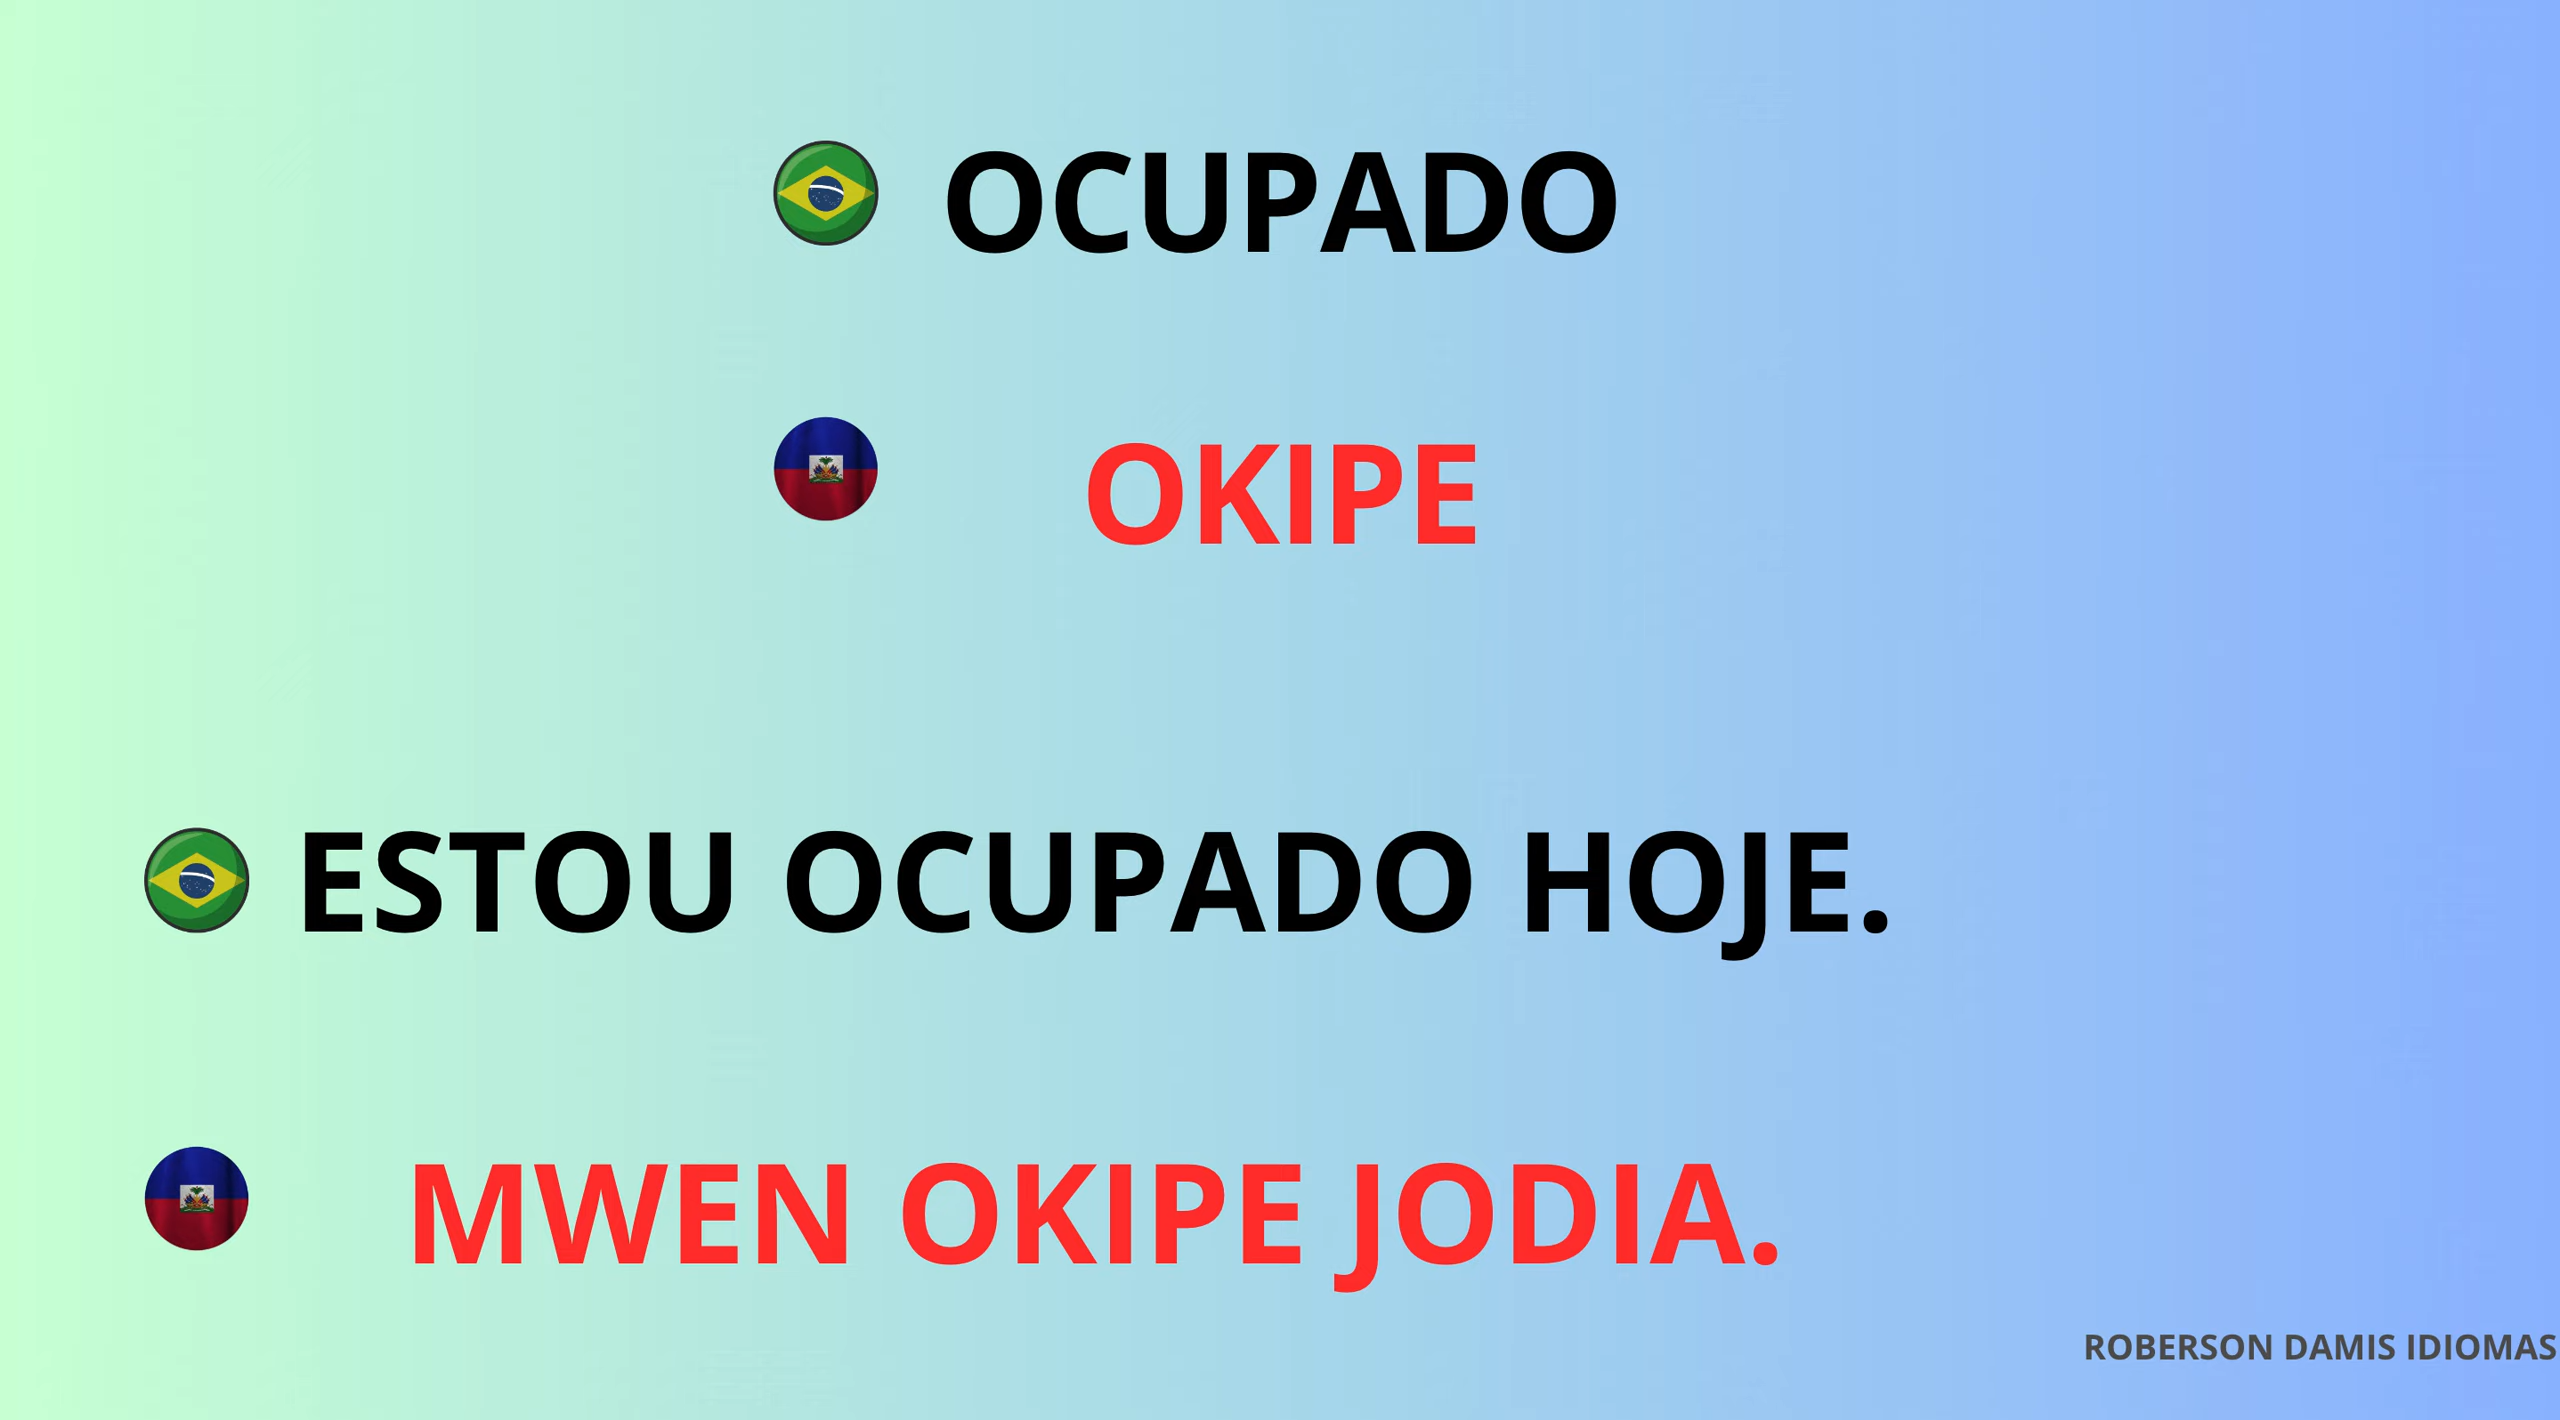 OCUPADO
OKIPE
ESTOU OCUPADO HOJE.
MWEN OKIPE JODIA.
ROBERSON DAMIS IDIOMAS